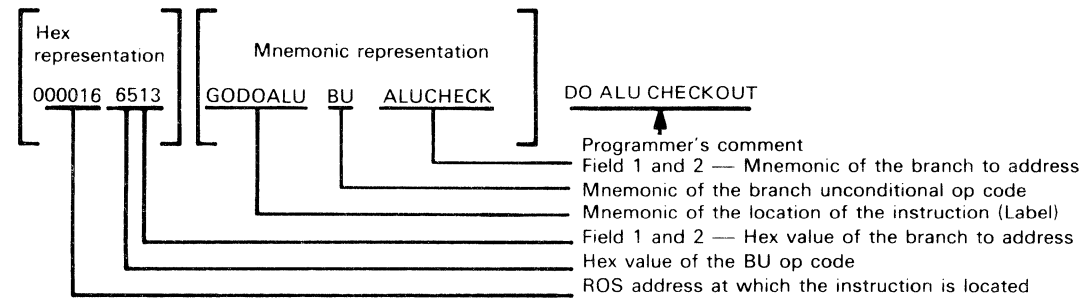 Hex
representation
Mnemonic representation
000016 6513 GODOALU BU ALUCHECK DO ALU CHECKOUT
Programmer's comment
Field 1 and 2 — Mnemonic of the branch to address
Mnemonic of the branch unconditional op code
Mnemonic of the location of the instruction (Label)
Field 1 and 2 — Hex value of the branch to address
Hex value of the BU op code
ROS address at which the instruction is located